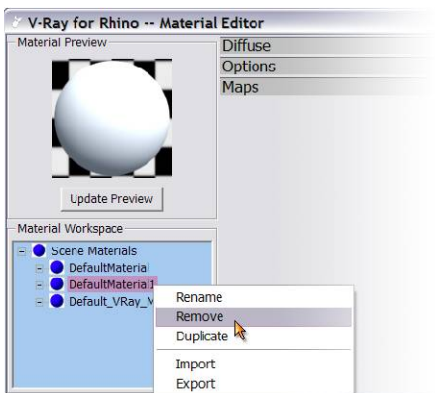 V-Ray for Rhino -- Material Editor
Material Preview
Update Preview
Diffuse
Options
Maps
Material Workspace
Scene Materials
DefaultMaterial
DefaultMaterial1
Default_VRay_
Rename
Remove
Duplicate
Import
Export